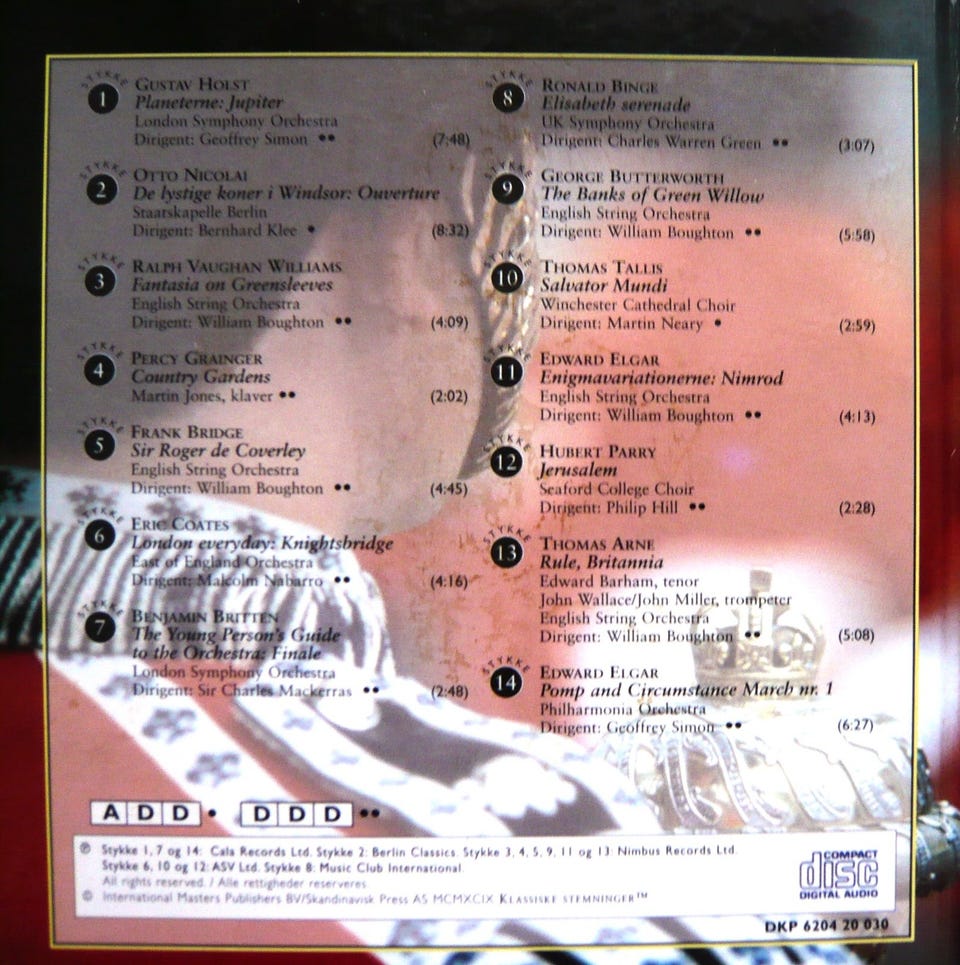 STYKKE
1
GUSTAV HOLST
Planeterne: Jupiter
London Symphony Orchestra
Dirigent: Geoffrey Simon •• (7:48)
STYKKE
2
OTTO NICOLAI
De lystige koner i Windsor: Ouverture
Staatskapelle Berlin
Dirigent: Bernhard Klee • (8:32)
STYKKE
3
RALPH VAUGHAN WILLIAMS
Fantasia on Greensleeves
English String Orchestra
Dirigent: William Boughton •• (4:09)
STYKKE
4
PERCY GRAINGER
Country Gardens
Martin Jones, klaver •• (2:02)
STYKKE
5
FRANK BRIDGE
Sir Roger de Coverley
English String Orchestra
Dirigent: William Boughton •• (4:45)
STYKKE
6
ERIC COATES
London everyday: Knightsbridge
East of England Orchestra
Dirigent: Malcolm Nabarro •• (4:16)
STYKKE
7
BENJAMIN BRITTEN
The Young Person's Guide
to the Orchestra: Finale
London Symphony Orchestra
Dirigent: Sir Charles Mackerras •• (2:48)
STYKKE
8
RONALD BINGE
Elisabeth serenade
UK Symphony Orchestra
Dirigent: Charles Warren Green •• (3:07)
STYKKE
9
GEORGE BUTTERWORTH
The Banks of Green Willow
English String Orchestra
Dirigent: William Boughton •• (5:58)
STYKKE
10
THOMAS TALLIS
Salvator Mundi
Winchester Cathedral Choir
Dirigent: Martin Neary • (2:59)
STYKKE
11
EDWARD ELGAR
Enigmavariationerne: Nimrod
English String Orchestra
Dirigent: William Boughton •• (4:13)
STYKKE
12
HUBERT PARRY
Jerusalem
Seaford College Choir
Dirigent: Philip Hill •• (2:28)
STYKKE
13
THOMAS ARNE
Rule, Britannia
Edward Barham, tenor
John Wallace/John Miller, trompeter
English String Orchestra
Dirigent: William Boughton •• (5:08)
STYKKE
14
EDWARD ELGAR
Pomp and Circumstance March nr. 1
Philharmonia Orchestra
Dirigent: Geoffrey Simon •• (6:27)
ADD • DDD ••
℗ Stykke 1, 7 og 14: Cala Records Ltd. Stykke 2: Berlin Classics. Stykke 3, 4, 5, 9, 11 og 13: Nimbus Records Ltd.
Stykke 6, 10 og 12: ASV Ltd. Stykke 8: Music Club International.
All rights reserved. / Alle rettigheder reserveres.
© International Masters Publishers BV/Skandinavisk Press AS MCMXCIX KLASSISKE STEMNINGER™
COMPACT
disc
DIGITAL AUDIO
DKP 6204 20 030